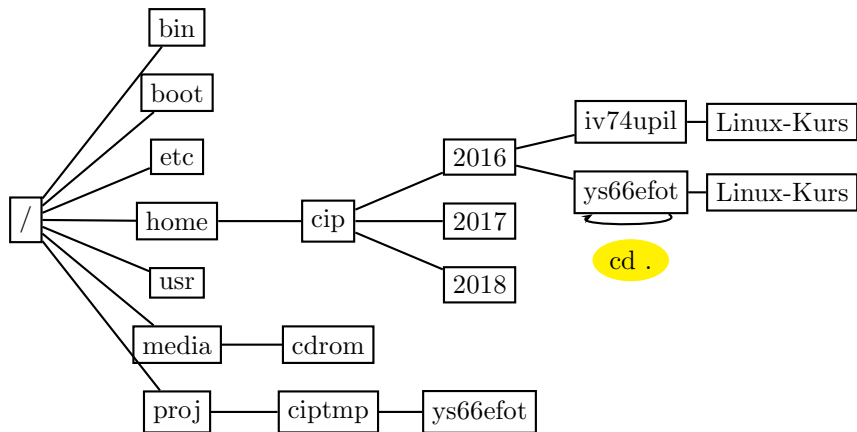 /
bin
boot
etc
home
usr
media
proj
cip
cdrom
ciptmp
2016
2017
2018
ys66efot
iv74upil
ys66efot
Linux-Kurs
Linux-Kurs
cd .